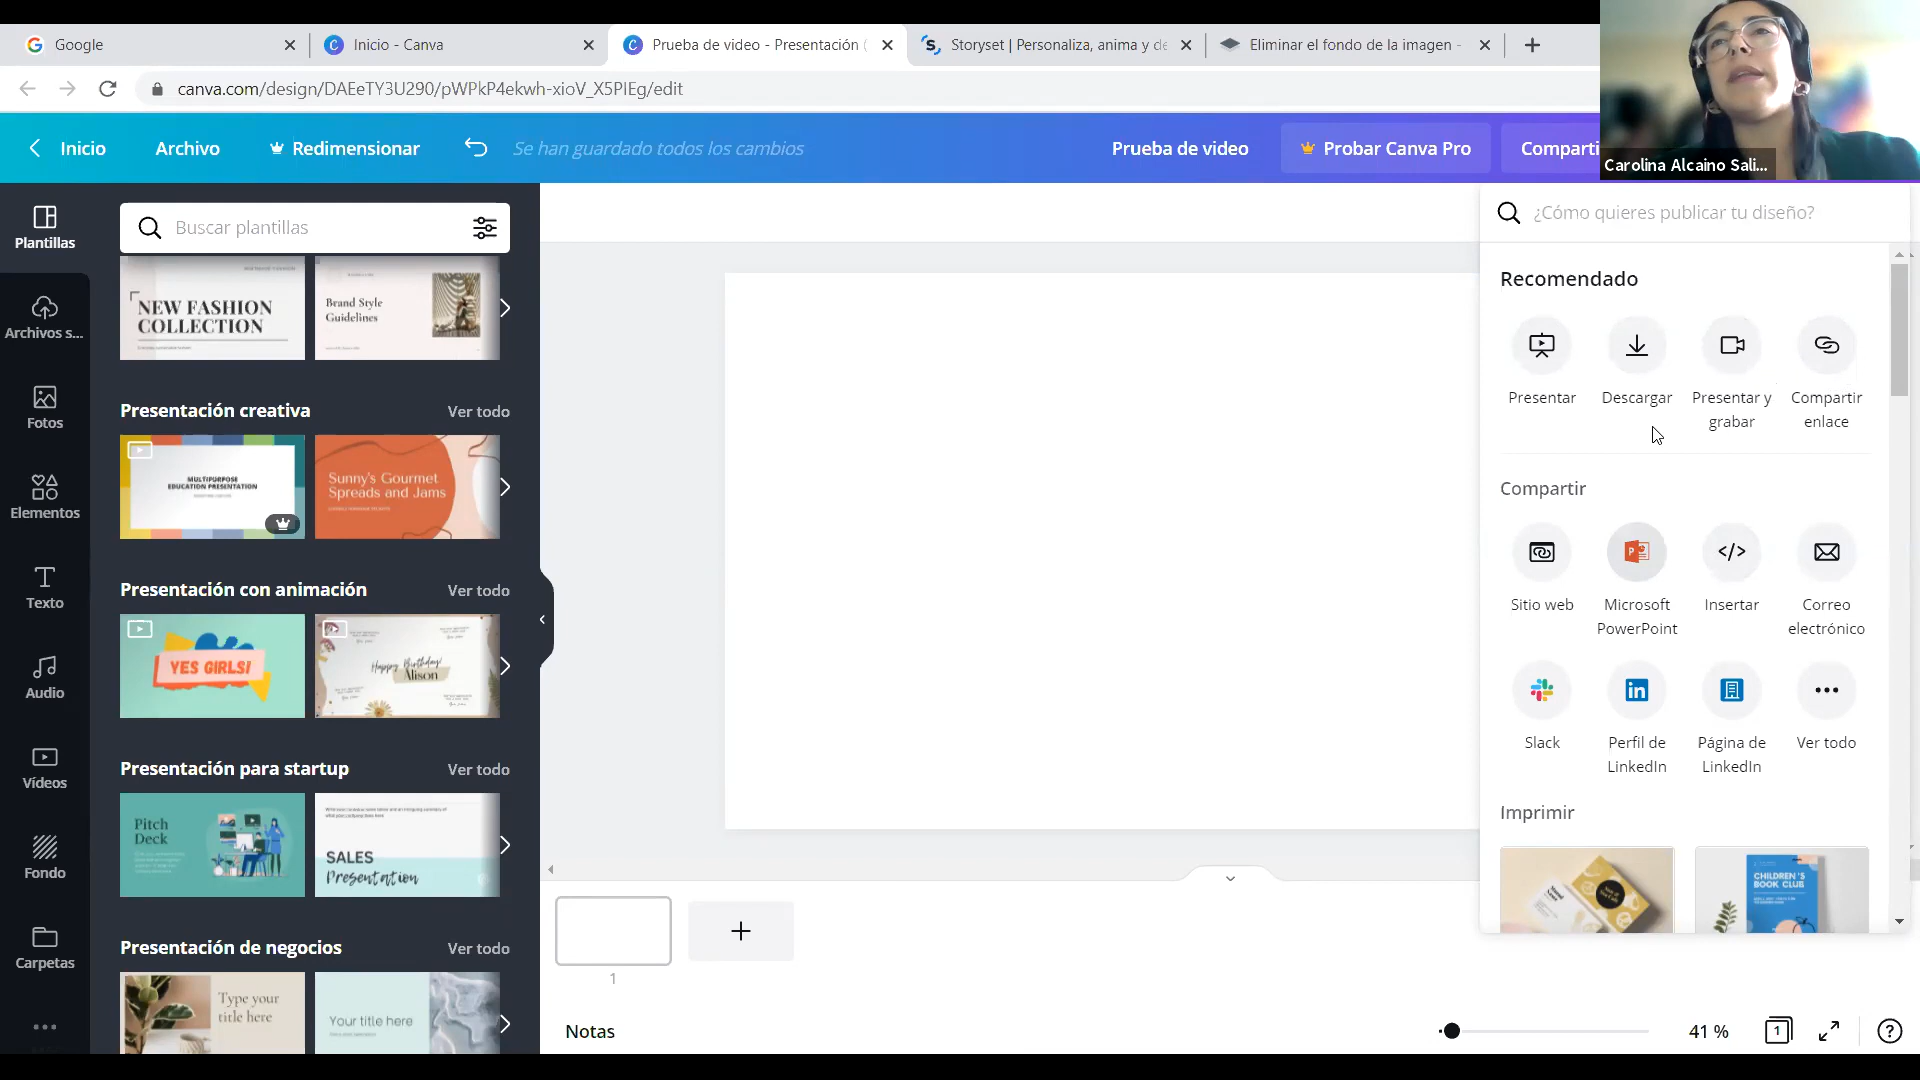 Google
Inicio - Canva
Prueba de video - Presentación (
Storyset | Personaliza, anima y de
Eliminar el fondo de la imagen -
canva.com/design/DAEeTY3U290/pWPkP4ekwh-xioV_X5PIEg/edit
Inicio
Archivo
Redimensionar
Se han guardado todos los cambios
Prueba de video
Probar Canva Pro
Comparti
Carolina Alcaino Sali...
Plantillas
Archivos s...
Fotos
Elementos
Texto
Audio
Vídeos
Fondo
Carpetas
Buscar plantillas
NEW FASHION
COLLECTION
Brand Style
Guidelines
Presentación creativa
Ver todo
MULTIPURPOSE
EDUCATION PRESENTATION
Sunny's Gourmet
Spreads and Jams
Presentación con animación
Ver todo
YES GIRLS!
Happy Birthday!
Alison
Presentación para startup
Ver todo
Pitch
Deck
SALES
Presentation
Presentación de negocios
Ver todo
Type your
title here
Your title here
1
Notas
41 %
1
¿Cómo quieres publicar tu diseño?
Recomendado
Presentar
Descargar
Presentar y
grabar
Compartir
enlace
Compartir
Sitio web
Microsoft
PowerPoint
Insertar
Correo
electrónico
Slack
Perfil de
LinkedIn
Página de
LinkedIn
Ver todo
Imprimir
CHILDREN'S
BOOK CLUB